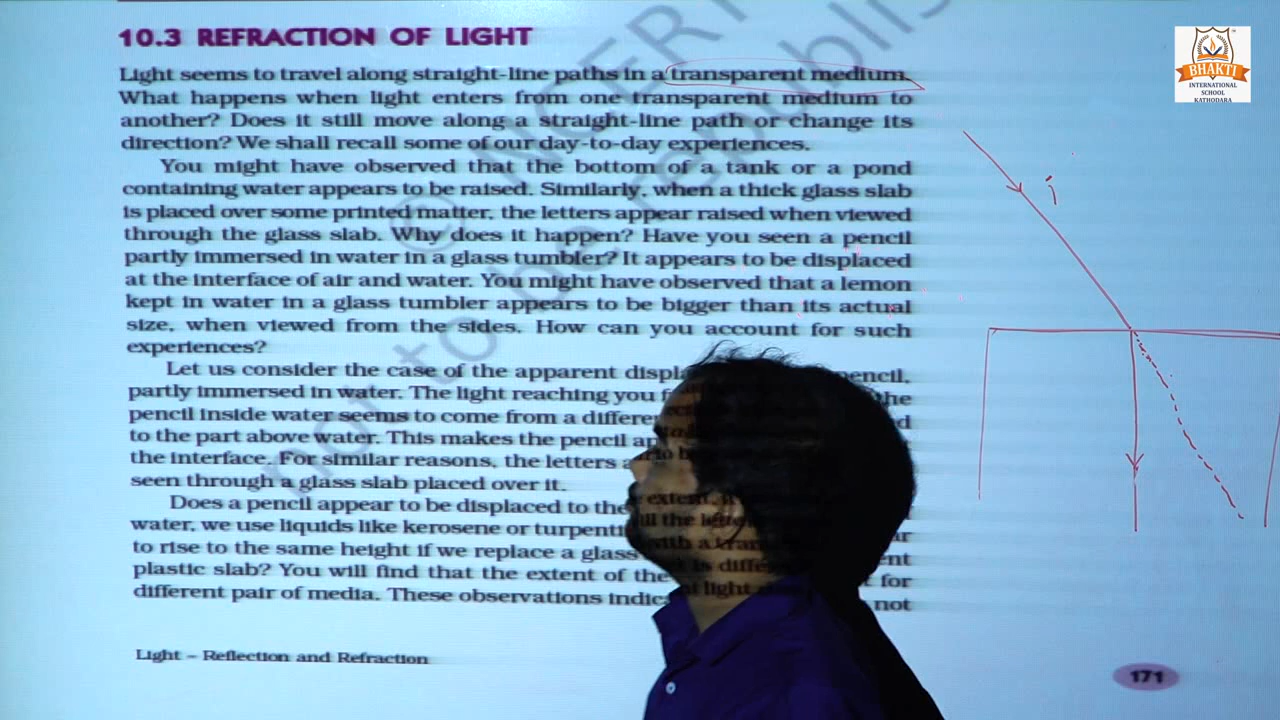 10.3 REFRACTION OF LIGHT
Light seems to travel along straight-line paths in a transparent medium.
What happens when light enters from one transparent medium to
another? Does it still move along a straight-line path or change its
direction? We shall recall some of our day-to-day experiences.
You might have observed that the bottom of a tank or a pond
containing water appears to be raised. Similarly, when a thick glass slab
is placed over some printed matter, the letters appear raised when viewed
through the glass slab. Why does it happen? Have you seen a pencil
partly immersed in water in a glass tumbler? It appears to be displaced
at the interface of air and water. You might have observed that a lemon
kept in water in a glass tumbler appears to be bigger than its actual
size, when viewed from the sides. How can you account for such
experiences?
Let us consider the case of the apparent pencil,
partly immersed in water. The light reaching you the
pencil inside water seems to come from a
to the part above water. This makes the pencil
the interface. For similar reasons, the letters
seen through a glass slab placed over it.
Does a pencil appear to be displaced to the extent,
water, we use liquids like kerosene or the
to rise to the same height if we replace a glass with a
plastic slab? You will find that the extent of the for
different pair of media. These observations light not
Light – Reflection and Refraction
171
i
© NCERT
not to be republis
BHAKTI
INTERNATIONAL
SCHOOL
KATHODARA